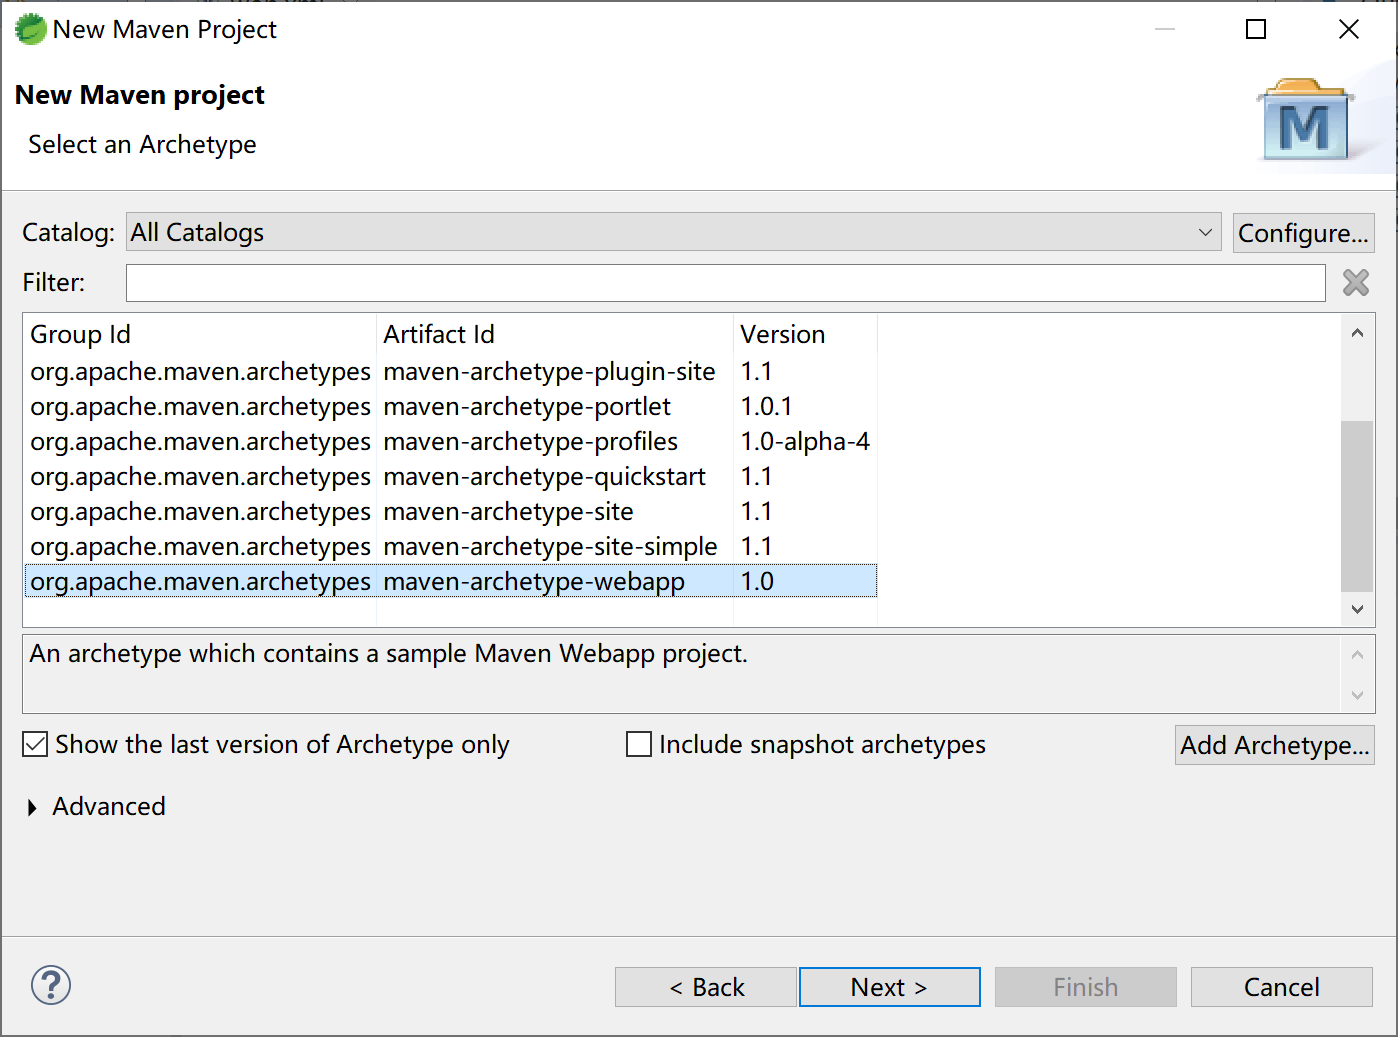 New Maven Project
New Maven project
Select an Archetype
M
Catalog: All Catalogs Configure...
Filter:
Group Id Artifact Id Version
org.apache.maven.archetypes maven-archetype-plugin-site 1.1
org.apache.maven.archetypes maven-archetype-portlet 1.0.1
org.apache.maven.archetypes maven-archetype-profiles 1.0-alpha-4
org.apache.maven.archetypes maven-archetype-quickstart 1.1
org.apache.maven.archetypes maven-archetype-site 1.1
org.apache.maven.archetypes maven-archetype-site-simple 1.1
org.apache.maven.archetypes maven-archetype-webapp 1.0
An archetype which contains a sample Maven Webapp project.
Show the last version of Archetype only Include snapshot archetypes Add Archetype...
Advanced
? < Back Next > Finish Cancel